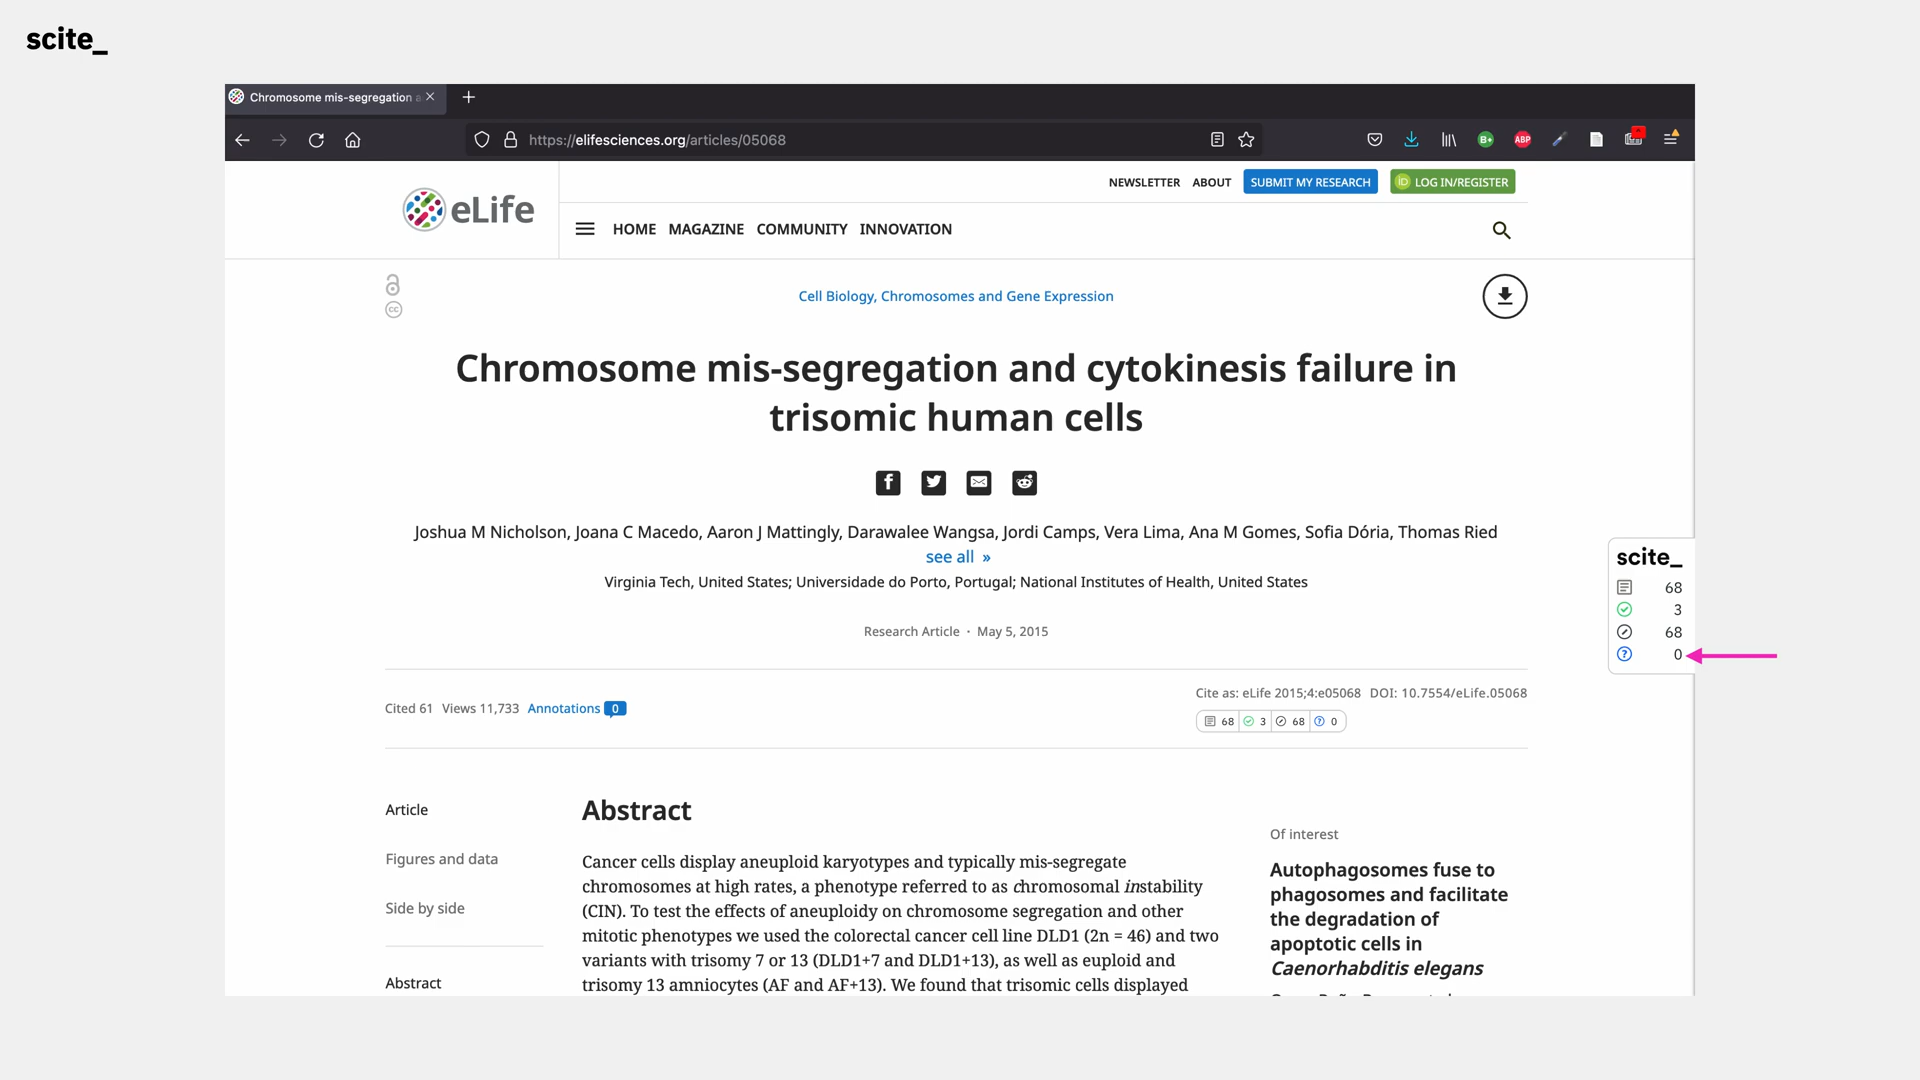 scite_
Chromosome mis-segregation a
https://elifesciences.org/articles/05068
B+
ABP
NEWSLETTER ABOUT SUBMIT MY RESEARCH iD LOG IN/REGISTER
eLife
HOME MAGAZINE COMMUNITY INNOVATION
cc
Cell Biology, Chromosomes and Gene Expression
Chromosome mis-segregation and cytokinesis failure in
trisomic human cells
Joshua M Nicholson, Joana C Macedo, Aaron J Mattingly, Darawalee Wangsa, Jordi Camps, Vera Lima, Ana M Gomes, Sofia Dória, Thomas Ried
see all »
Virginia Tech, United States; Universidade do Porto, Portugal; National Institutes of Health, United States
Research Article · May 5, 2015
scite_
68
3
68
? 0
Cited 61 Views 11,733 Annotations 0
Cite as: eLife 2015;4:e05068 DOI: 10.7554/eLife.05068
68 3 68 ? 0
Article
Figures and data
Side by side
Abstract
Abstract
Cancer cells display aneuploid karyotypes and typically mis-segregate
chromosomes at high rates, a phenotype referred to as chromosomal instability
(CIN). To test the effects of aneuploidy on chromosome segregation and other
mitotic phenotypes we used the colorectal cancer cell line DLD1 (2n = 46) and two
variants with trisomy 7 or 13 (DLD1+7 and DLD1+13), as well as euploid and
trisomy 13 amniocytes (AF and AF+13). We found that trisomic cells displayed
Of interest
Autophagosomes fuse to
phagosomes and facilitate
the degradation of
apoptotic cells in
Caenorhabditis elegans